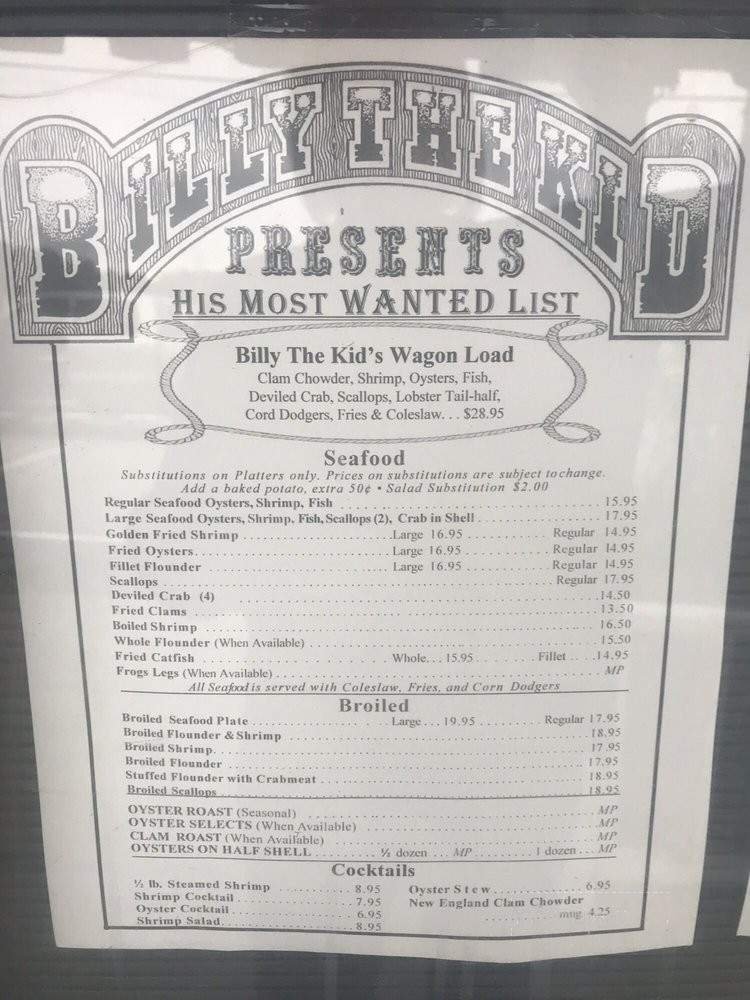 BILLY THE KID
PRESENTS
HIS MOST WANTED LIST
Billy The Kid's Wagon Load
Clam Chowder, Shrimp, Oysters, Fish,
Deviled Crab, Scallops, Lobster Tail-half,
Cord Dodgers, Fries & Coleslaw. . . $28.95
Seafood
Substitutions on Platters only. Prices on substitutions are subject to change.
Add a baked potato, extra 50¢ • Salad Substitution $2.00
Regular Seafood Oysters, Shrimp, Fish . . . 15.95
Large Seafood Oysters, Shrimp, Fish, Scallops (2), Crab in Shell . . . 17.95
Golden Fried Shrimp . . . Large 16.95 . . . Regular 14.95
Fried Oysters . . . Large 16.95 . . . Regular 14.95
Fillet Flounder . . . Large 16.95 . . . Regular 14.95
Scallops . . . Regular 17.95
Deviled Crab (4) . . . 14.50
Fried Clams . . . 13.50
Boiled Shrimp . . . 16.50
Whole Flounder (When Available) . . . 15.50
Fried Catfish . . . Whole. . . 15.95 . . . Fillet . . . 14.95
Frogs Legs (When Available) . . . MP
All Seafood is served with Coleslaw, Fries, and Corn Dodgers
Broiled
Broiled Seafood Plate . . . Large . . . 19.95 . . . Regular 17.95
Broiled Flounder & Shrimp . . . 18.95
Broiled Shrimp. . . . 17.95
Broiled Flounder . . . 17.95
Stuffed Flounder with Crabmeat . . . 18.95
Broiled Scallops . . . 18.95
OYSTER ROAST (Seasonal) . . . MP
OYSTER SELECTS (When Available) . . . MP
CLAM ROAST (When Available) . . . MP
OYSTERS ON HALF SHELL . . . ½ dozen . . . MP . . . 1 dozen . . . MP
Cocktails
½ lb. Steamed Shrimp . . . 8.95
Shrimp Cocktail . . . 7.95
Oyster Cocktail . . . 6.95
Shrimp Salad . . . 8.95
Oyster Stew . . . 6.95
New England Clam Chowder
. . . mug 4.25